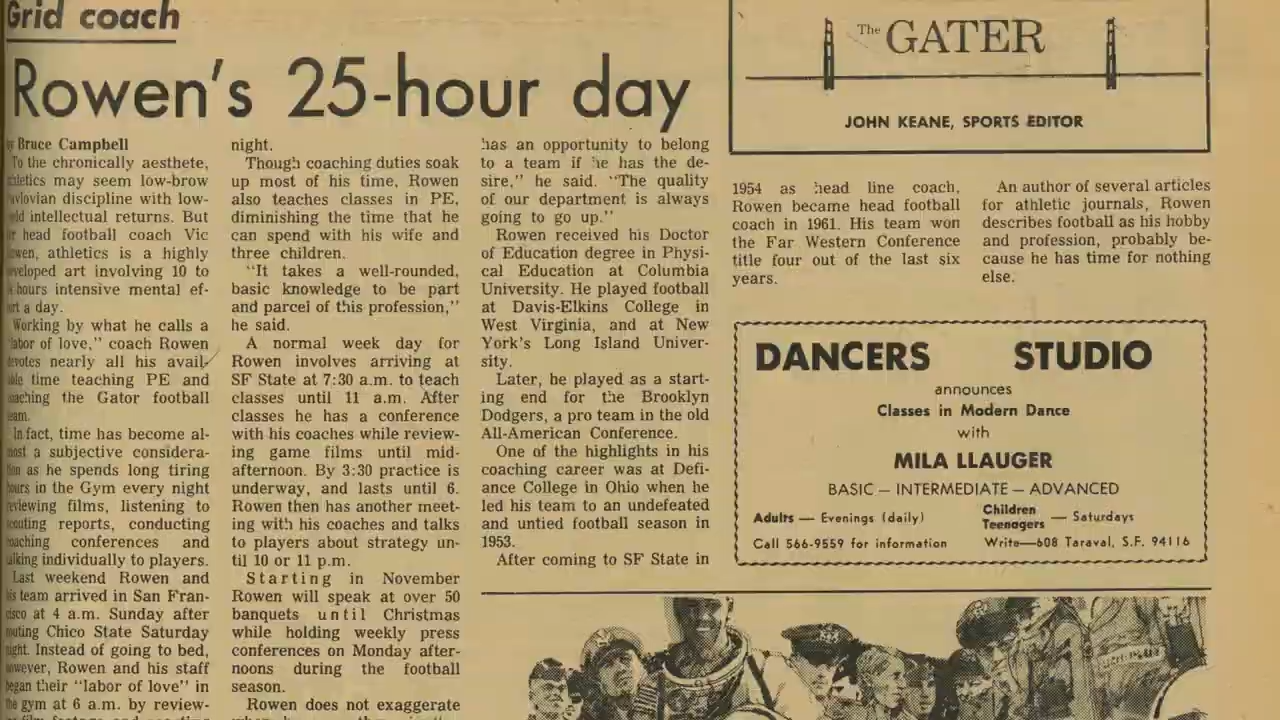 Grid coach
Rowen's 25-hour day
Bruce Campbell
To the chronically aesthete,
may seem low-brow
discipline with low-
intellectual returns. But
head football coach Vic
athletics is a highly
art involving 10 to
hours intensive mental ef-
a day.
Working by what he calls a
"labor of love," coach Rowen
nearly all his avail-
time teaching PE and
the Gator football
In fact, time has become al-
a subjective considera-
as he spends long tiring
in the Gym every night
films, listening to
reports, conducting
conferences and
individually to players.
Last weekend Rowen and
team arrived in San Fran-
at 4 a.m. Sunday after
Chico State Saturday
Instead of going to bed,
Rowen and his staff
their "labor of love" in
gym at 6 a.m. by review-
night.
Though coaching duties soak
up most of his time, Rowen
also teaches classes in PE,
diminishing the time that he
can spend with his wife and
three children.
"It takes a well-rounded,
basic knowledge to be part
and parcel of this profession,"
he said.
A normal week day for
Rowen involves arriving at
SF State at 7:30 a.m. to teach
classes until 11 a.m. After
classes he has a conference
with his coaches while review-
ing game films until mid-
afternoon. By 3:30 practice is
underway, and lasts until 6.
Rowen then has another meet-
ing with his coaches and talks
to players about strategy un-
til 10 or 11 p.m.
Starting in November
Rowen will speak at over 50
banquets until Christmas
while holding weekly press
conferences on Monday after-
noons during the football
season.
Rowen does not exaggerate
has an opportunity to belong
to a team if he has the de-
sire," he said. "The quality
of our department is always
going to go up."
Rowen received his Doctor
of Education degree in Physi-
cal Education at Columbia
University. He played football
at Davis-Elkins College in
West Virginia, and at New
York's Long Island Univer-
sity.
Later, he played as a start-
ing end for the Brooklyn
Dodgers, a pro team in the old
All-American Conference.
One of the highlights in his
coaching career was at Defi-
ance College in Ohio when he
led his team to an undefeated
and untied football season in
1953.
After coming to SF State in
The GATER
JOHN KEANE, SPORTS EDITOR
1954 as head line coach,
Rowen became head football
coach in 1961. His team won
the Far Western Conference
title four out of the last six
years.
An author of several articles
for athletic journals, Rowen
describes football as his hobby
and profession, probably be-
cause he has time for nothing
else.
DANCERS STUDIO
announces
Classes in Modern Dance
with
MILA LLAUGER
BASIC — INTERMEDIATE — ADVANCED
Adults — Evenings (daily)
Children
Teenagers — Saturdays
Call 566-9559 for information
Write—608 Taraval, S.F. 94116